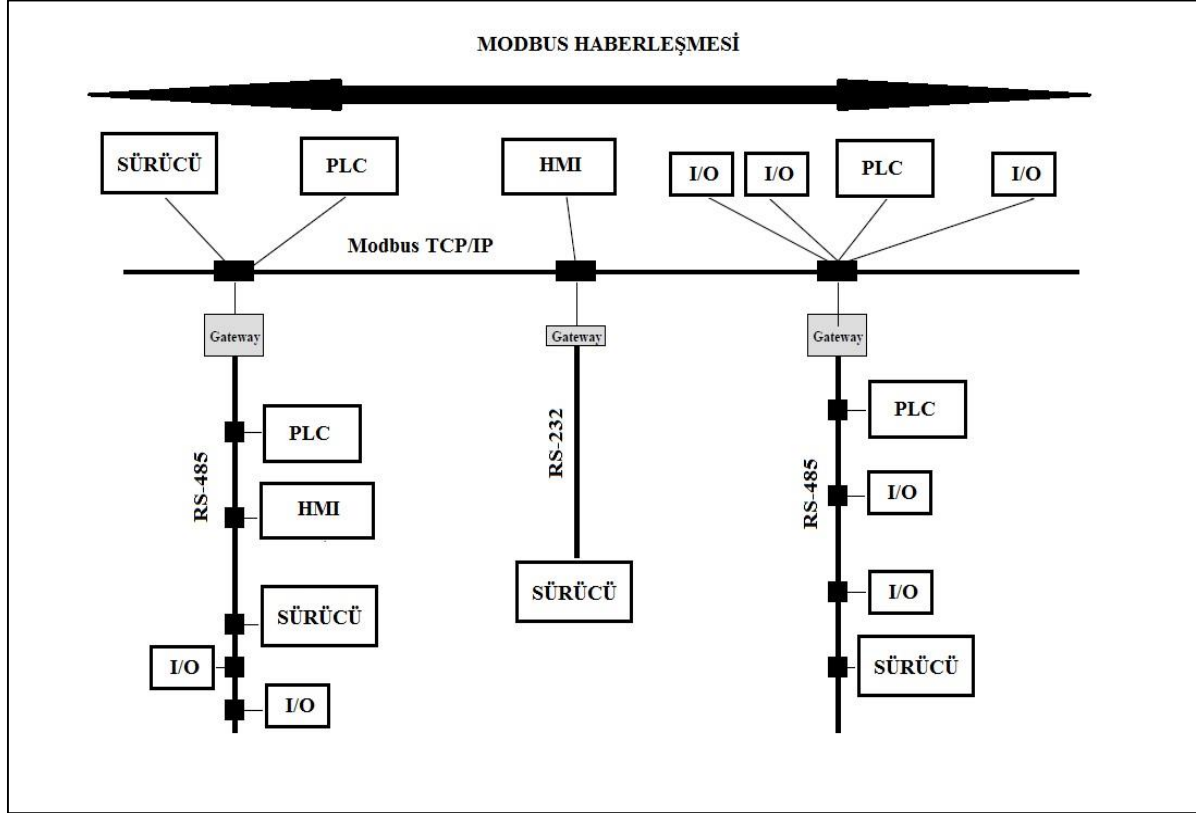 MODBUS HABERLEŞMESİ
SÜRÜCÜ
PLC
HMI
I/O
I/O
PLC
I/O
Modbus TCP/IP
Gateway
Gateway
Gateway
RS-485
PLC
HMI
SÜRÜCÜ
I/O
I/O
RS-232
SÜRÜCÜ
RS-485
PLC
I/O
I/O
SÜRÜCÜ